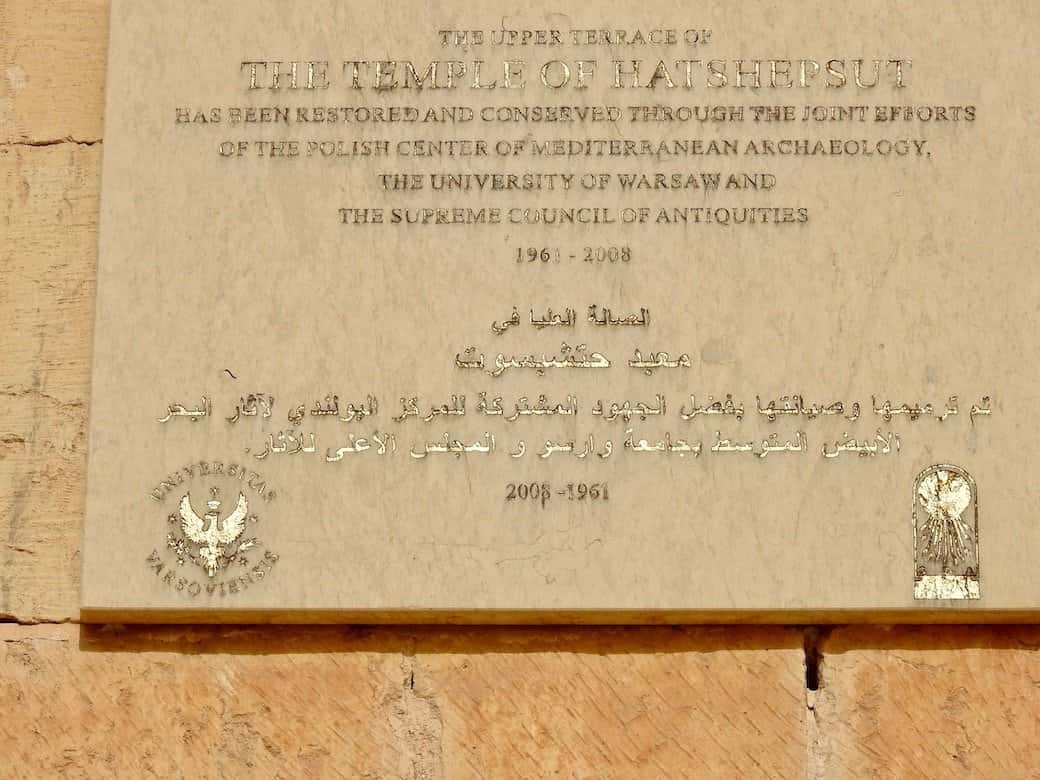 THE UPPER TERRACE OF
THE TEMPLE OF HATSHEPSUT
HAS BEEN RESTORED AND CONSERVED THROUGH THE JOINT EFFORTS
OF THE POLISH CENTER OF MEDITERRANEAN ARCHAEOLOGY,
THE UNIVERSITY OF WARSAW AND
THE SUPREME COUNCIL OF ANTIQUITIES
1961 - 2008
الصالة العليا في
معبد حتشبسوت
تم ترميمها وصيانتها بفضل الجهود المشتركة للمركز البولندي لآثار البحر
الأبيض المتوسط بجامعة وارسو و المجلس الأعلى للآثار.
2008 -1961
UNIVERSITAS
VARSOVIENSIS